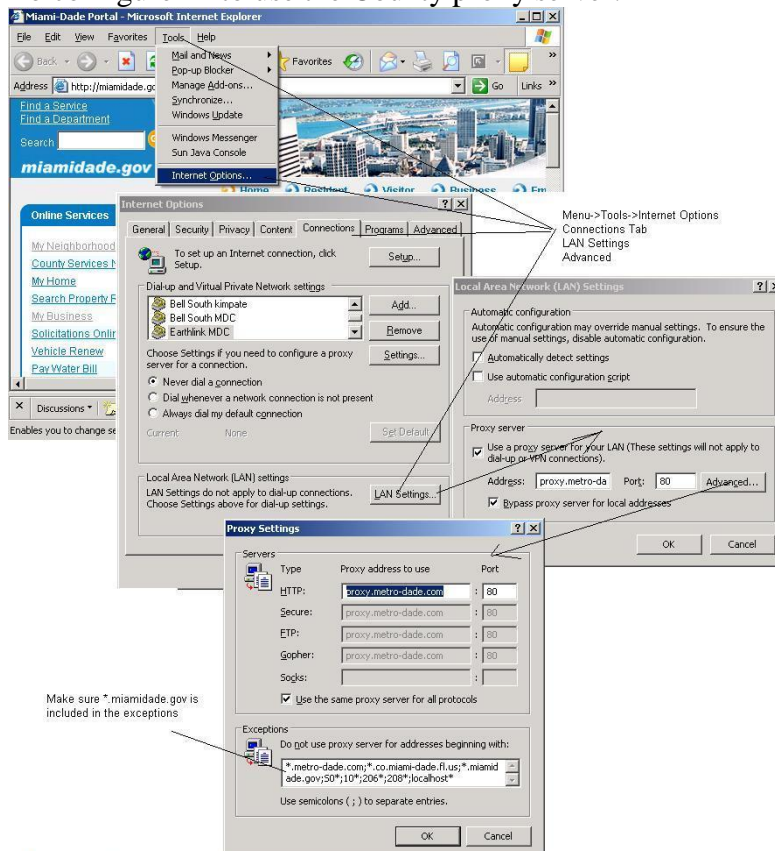 Miami-Dade Portal - Microsoft Internet Explorer
File Edit View Favorites Tools Help
Back
Favorites
Address http://miamidade.go
Go Links »
Mail and News
Pop-up Blocker
Manage Add-ons...
Synchronize...
Windows Update
Windows Messenger
Sun Java Console
Internet Options...
Find a Service
Find a Department
Search
miamidade.gov
Home Resident Visitor Business Em
Online Services
My Neighborhood
County Services N
My Home
Search Property F
My Business
Solicitations Onlir
Vehicle Renew
Pay Water Bill
Discussions
Enables you to change se
Internet Options
General Security Privacy Content Connections Programs Advanced
To set up an Internet connection, click
Setup.
Setup...
Dial-up and Virtual Private Network settings
Bell South kimpate
Bell South MDC
Earthlink MDC
Add...
Remove
Choose Settings if you need to configure a proxy
server for a connection.
Settings...
Never dial a connection
Dial whenever a network connection is not present
Always dial my default connection
Current: None
Set Default
Local Area Network (LAN) settings
LAN Settings do not apply to dial-up connections.
Choose Settings above for dial-up settings.
LAN Settings...
Menu->Tools->Internet Options
Connections Tab
LAN Settings
Advanced
Local Area Network (LAN) Settings
Automatic configuration
Automatic configuration may override manual settings. To ensure the
use of manual settings, disable automatic configuration.
Automatically detect settings
Use automatic configuration script
Address
Proxy server
Use a proxy server for your LAN (These settings will not apply to
dial-up or VPN connections).
Address: proxy.metro-da Port: 80 Advanced...
Bypass proxy server for local addresses
OK Cancel
Proxy Settings
Servers
Type Proxy address to use Port
HTTP: proxy.metro-dade.com : 80
Secure: proxy.metro-dade.com : 80
FTP: proxy.metro-dade.com : 80
Gopher: proxy.metro-dade.com : 80
Socks: :
Use the same proxy server for all protocols
Make sure *.miamidade.gov is
included in the exceptions
Exceptions
Do not use proxy server for addresses beginning with:
*.metro-dade.com;*.co.miami-dade.fl.us;*.miamid
ade.gov;50*;10*;206*;208*;localhost*
Use semicolons ( ; ) to separate entries.
OK Cancel